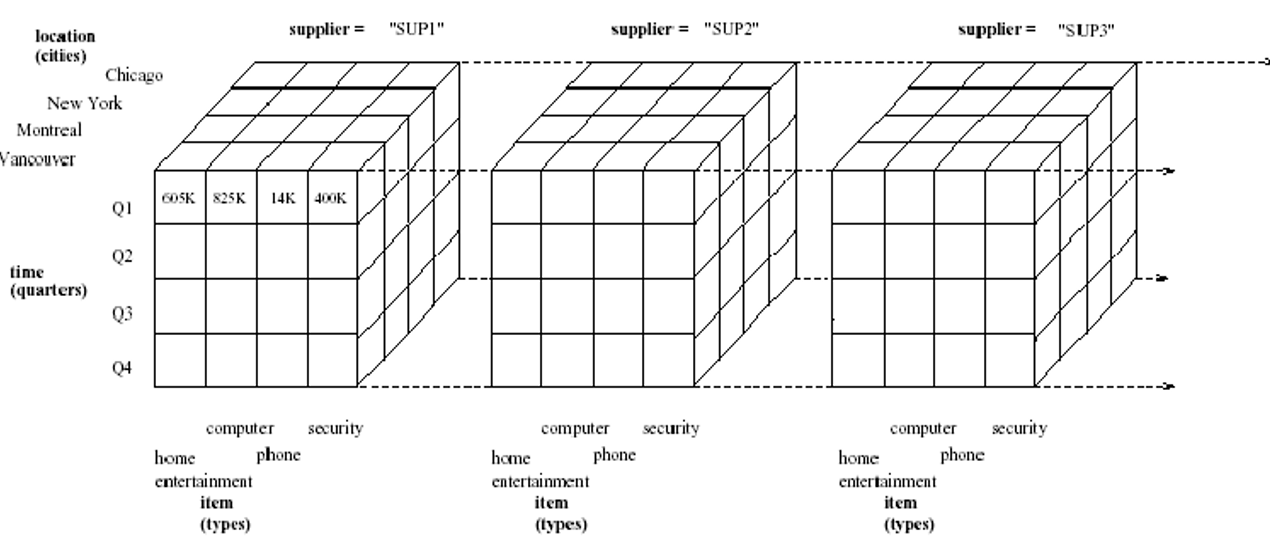 supplier = "SUP1" supplier = "SUP2" supplier = "SUP3"
location
(cities)
Chicago
New York
Montreal
Vancouver
605K 825K 14K 400K
Q1
Q2
time
(quarters)
Q3
Q4
computer security computer security computer security
home phone home phone home phone
entertainment entertainment entertainment
item item item
(types) (types) (types)